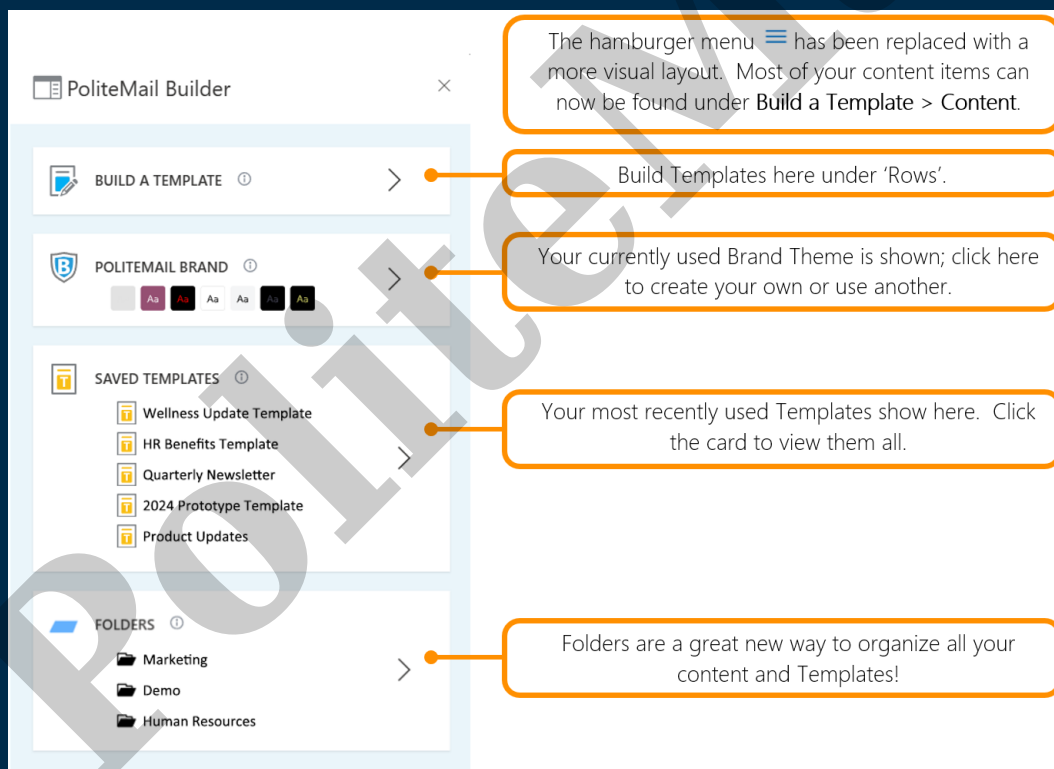 The hamburger menu ☰ has been replaced with a
more visual layout. Most of your content items can
now be found under Build a Template > Content.
PoliteMail Builder
BUILD A TEMPLATE
Build Templates here under ‘Rows’.
POLITEMAIL BRAND
Aa Aa Aa Aa Aa Aa
Your currently used Brand Theme is shown; click here
to create your own or use another.
SAVED TEMPLATES
Wellness Update Template
HR Benefits Template
Quarterly Newsletter
2024 Prototype Template
Product Updates
Your most recently used Templates show here. Click
the card to view them all.
FOLDERS
Marketing
Demo
Human Resources
Folders are a great new way to organize all your
content and Templates!
PoliteM